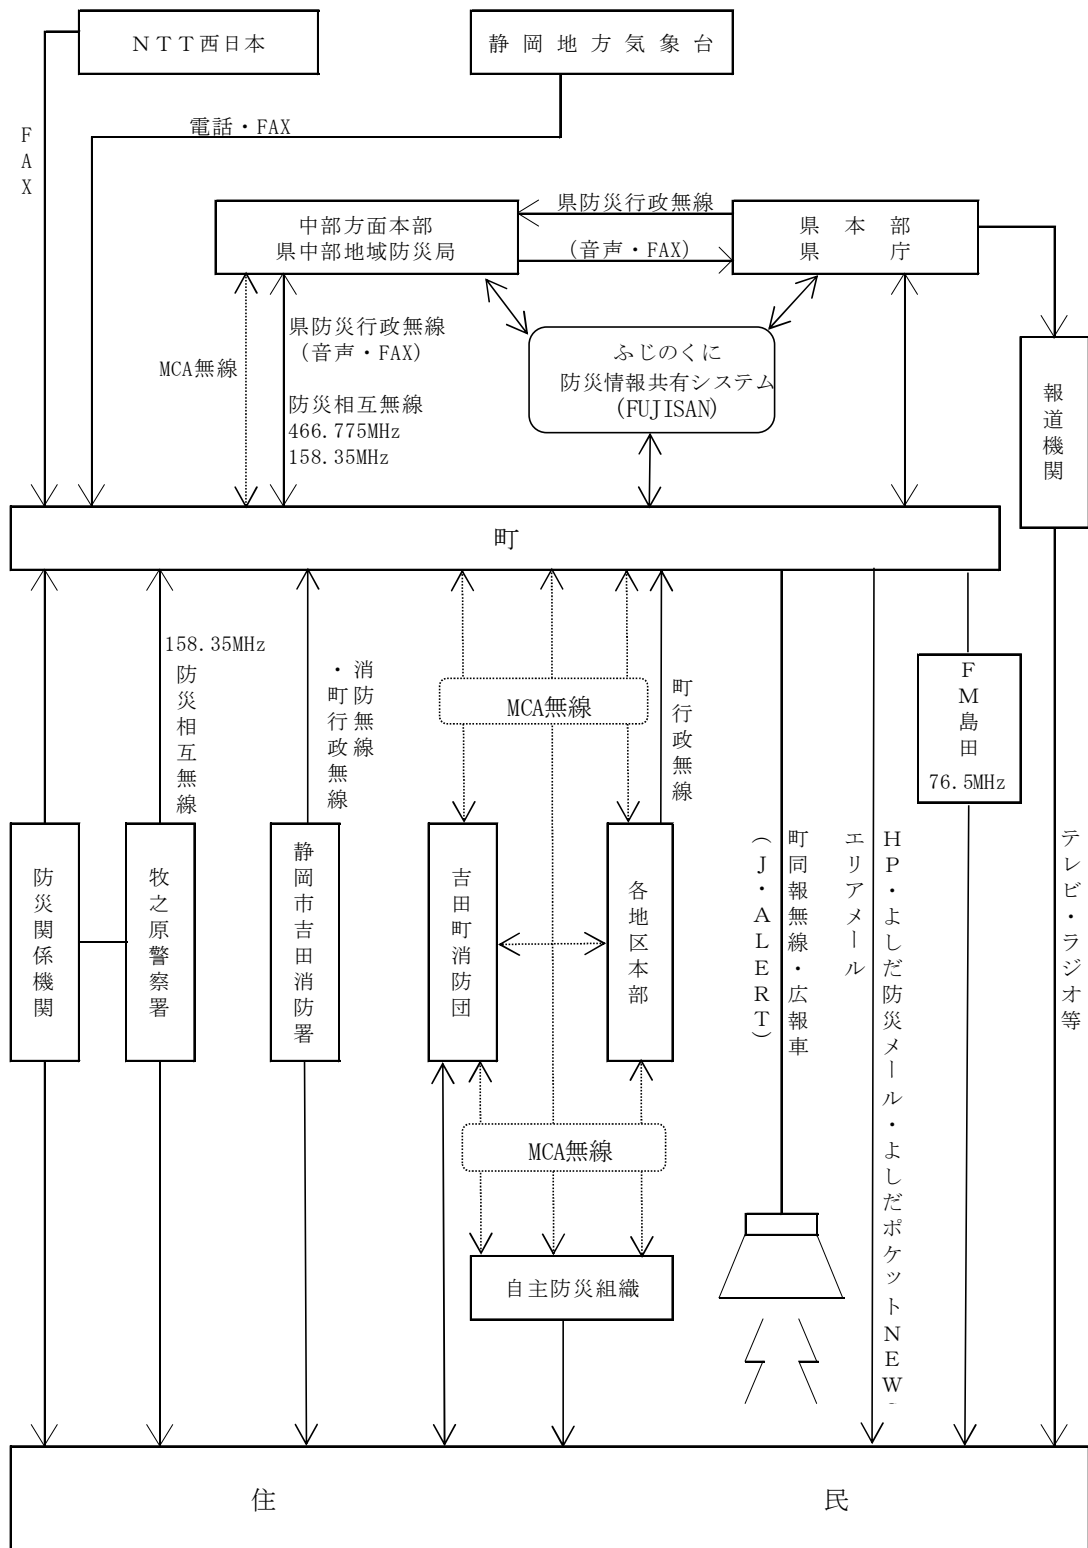 NTT西日本
静岡地方気象台
FAX
電話・FAX
中部方面本部
県中部地域防災局
県防災行政無線
(音声・FAX)
県本部
県庁
MCA無線
県防災行政無線
(音声・FAX)
防災相互無線
466.775MHz
158.35MHz
ふじのくに
防災情報共有システム
(FUJISAN)
報道機関
町
158.35MHz
防災相互無線
消防無線
・町行政無線
MCA無線
町行政無線
FM島田
76.5MHz
防災関係機関
牧之原警察署
静岡市吉田消防署
吉田町消防団
各地区本部
町同報無線・広報車
(J・ALERT)
HP・よしだ防災メール・よしだポケットNEW
エリアメール
テレビ・ラジオ等
MCA無線
自主防災組織
住民